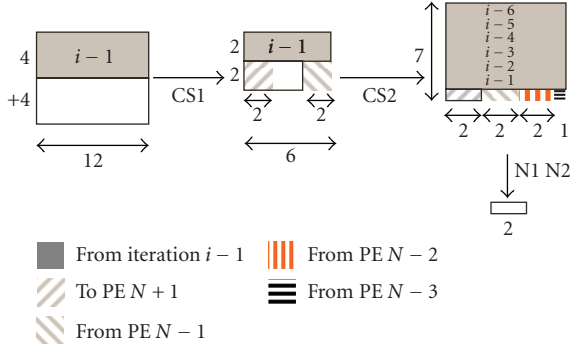 4
i − 1
+4
12
CS1
2
i − 1
2
2
2
6
CS2
7
i − 6
i − 5
i − 4
i − 3
i − 2
i − 1
2
2
2
1
N1 N2
2
From iteration i − 1
From PE N − 2
To PE N + 1
From PE N − 3
From PE N − 1